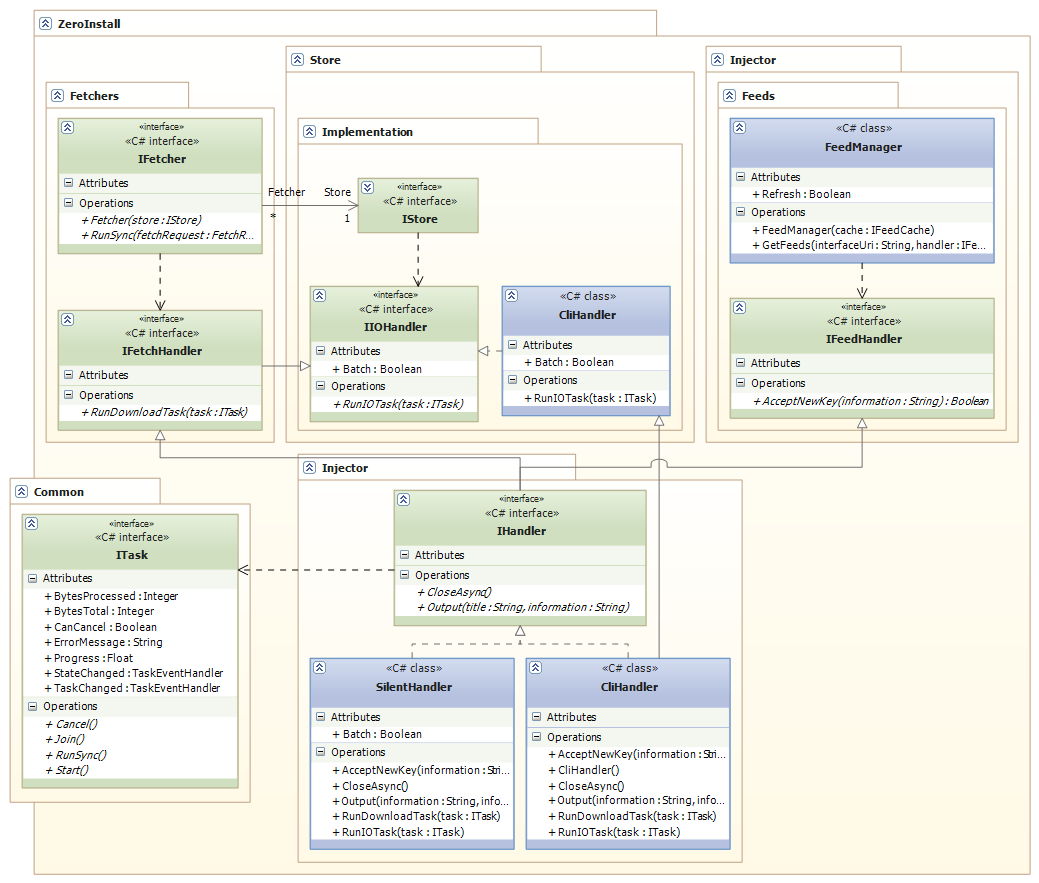 ZeroInstall
Fetchers
«interface»
«C# interface»
IFetcher
Attributes
Operations
+ Fetcher(store : IStore)
+ RunSync(fetchRequest : FetchR...
Fetcher
*
Store
1
«interface»
«C# interface»
IFetchHandler
Attributes
Operations
+ RunDownloadTask(task : ITask)
Store
Implementation
«interface»
«C# interface»
IStore
«interface»
«C# interface»
IIOHandler
Attributes
+ Batch : Boolean
Operations
+ RunIOTask(task : ITask)
«C# class»
CliHandler
Attributes
+ Batch : Boolean
Operations
+ RunIOTask(task : ITask)
Injector
Feeds
«C# class»
FeedManager
Attributes
+ Refresh : Boolean
Operations
+ FeedManager(cache : IFeedCache)
+ GetFeeds(interfaceUri : String, handler : IFe...
«interface»
«C# interface»
IFeedHandler
Attributes
Operations
+ AcceptNewKey(information : String) : Boolean
Common
«interface»
«C# interface»
ITask
Attributes
+ BytesProcessed : Integer
+ BytesTotal : Integer
+ CanCancel : Boolean
+ ErrorMessage : String
+ Progress : Float
+ StateChanged : TaskEventHandler
+ TaskChanged : TaskEventHandler
Operations
+ Cancel()
+ Join()
+ RunSync()
+ Start()
Injector
«interface»
«C# interface»
IHandler
Attributes
Operations
+ CloseAsync()
+ Output(title : String, information : String)
«C# class»
SilentHandler
Attributes
+ Batch : Boolean
Operations
+ AcceptNewKey(information : Stri...
+ CloseAsync()
+ Output(information : String, info...
+ RunDownloadTask(task : ITask)
+ RunIOTask(task : ITask)
«C# class»
CliHandler
Attributes
Operations
+ AcceptNewKey(information : Stri...
+ CliHandler()
+ CloseAsync()
+ Output(information : String, info...
+ RunDownloadTask(task : ITask)
+ RunIOTask(task : ITask)